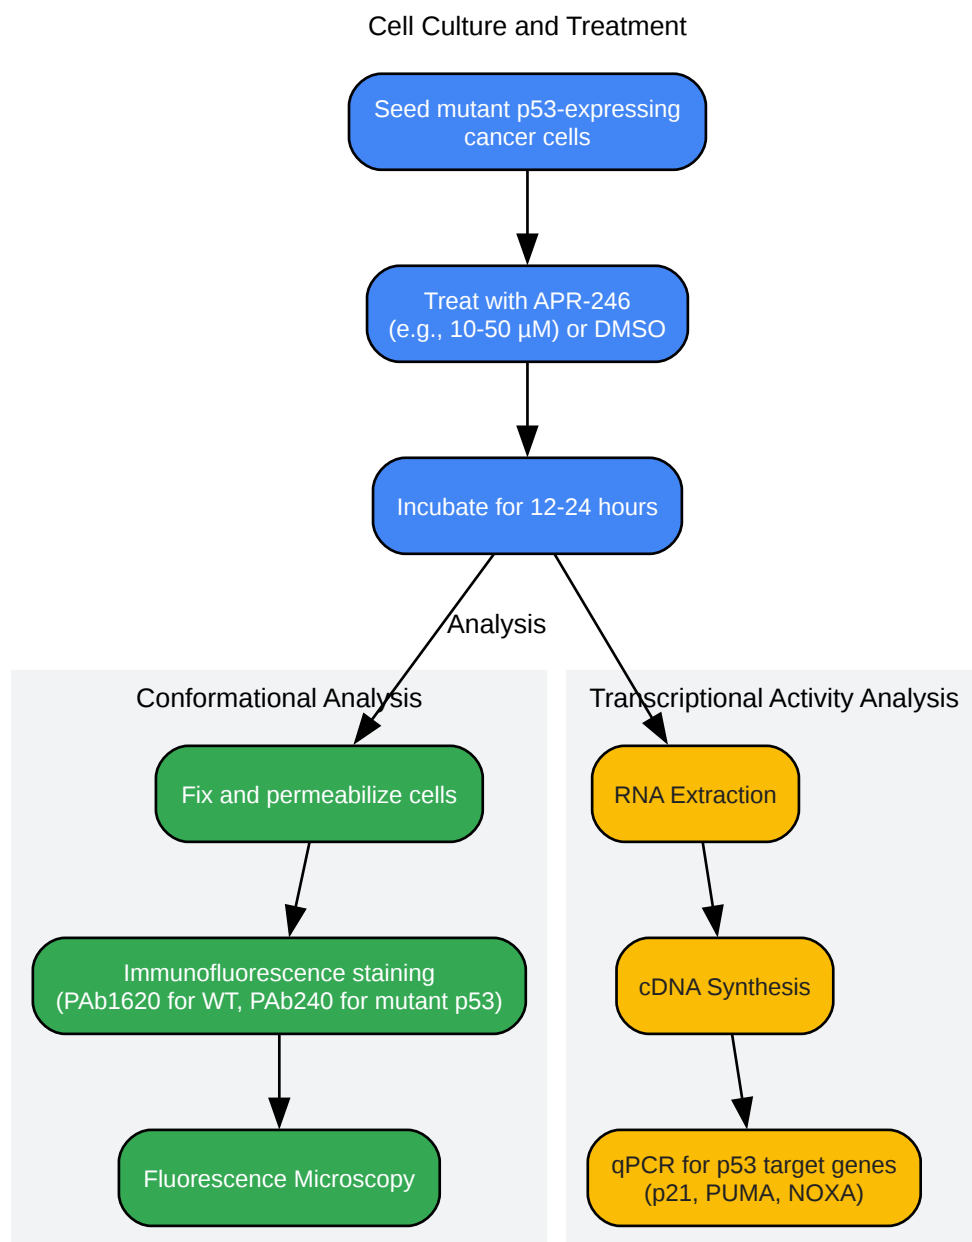 Cell Culture and Treatment
Seed mutant p53-expressing
cancer cells
Treat with APR-246
(e.g., 10-50 µM) or DMSO
Incubate for 12-24 hours
Analysis
Conformational Analysis
Fix and permeabilize cells
Immunofluorescence staining
(PAb1620 for WT, PAb240 for mutant p53)
Fluorescence Microscopy
Transcriptional Activity Analysis
RNA Extraction
cDNA Synthesis
qPCR for p53 target genes
(p21, PUMA, NOXA)